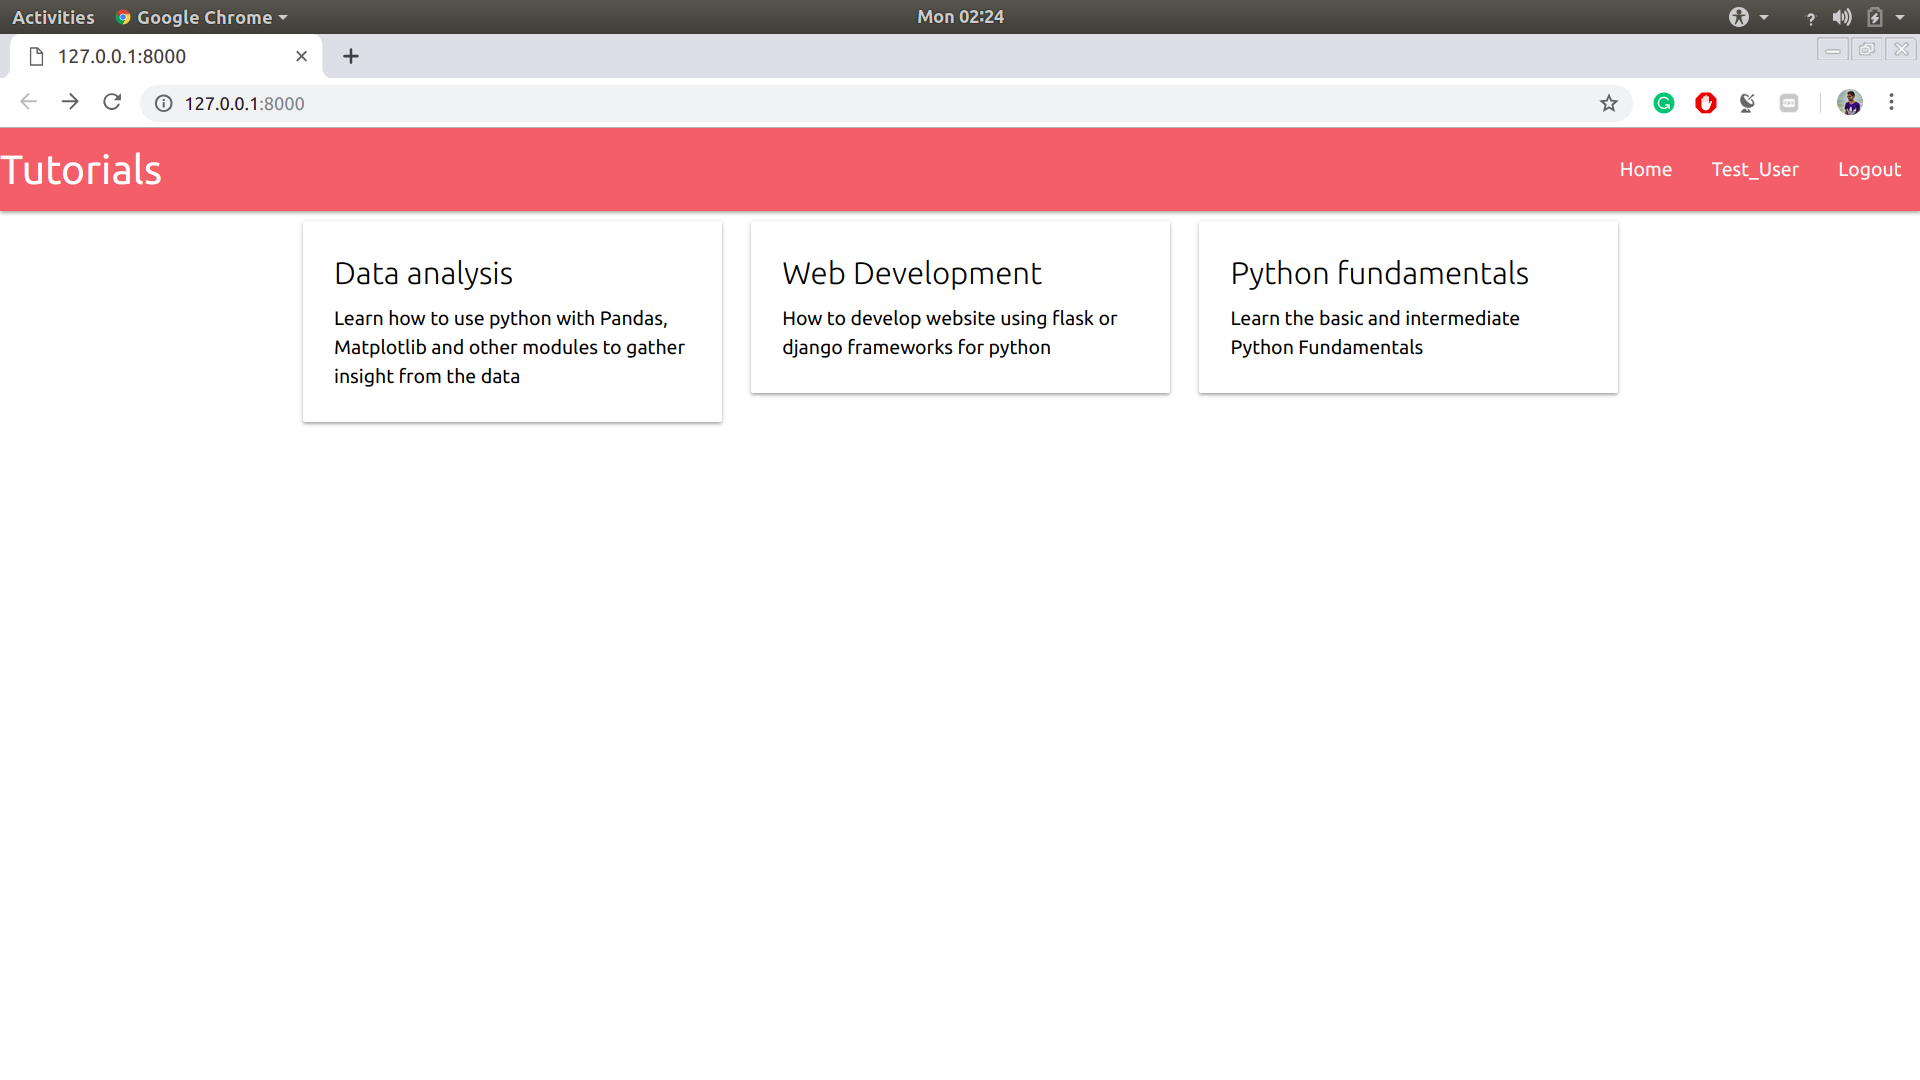 Activities Google Chrome Mon 02:24
127.0.0.1:8000
127.0.0.1:8000
Tutorials Home Test_User Logout
Data analysis
Learn how to use python with Pandas,
Matplotlib and other modules to gather
insight from the data
Web Development
How to develop website using flask or
django frameworks for python
Python fundamentals
Learn the basic and intermediate
Python Fundamentals